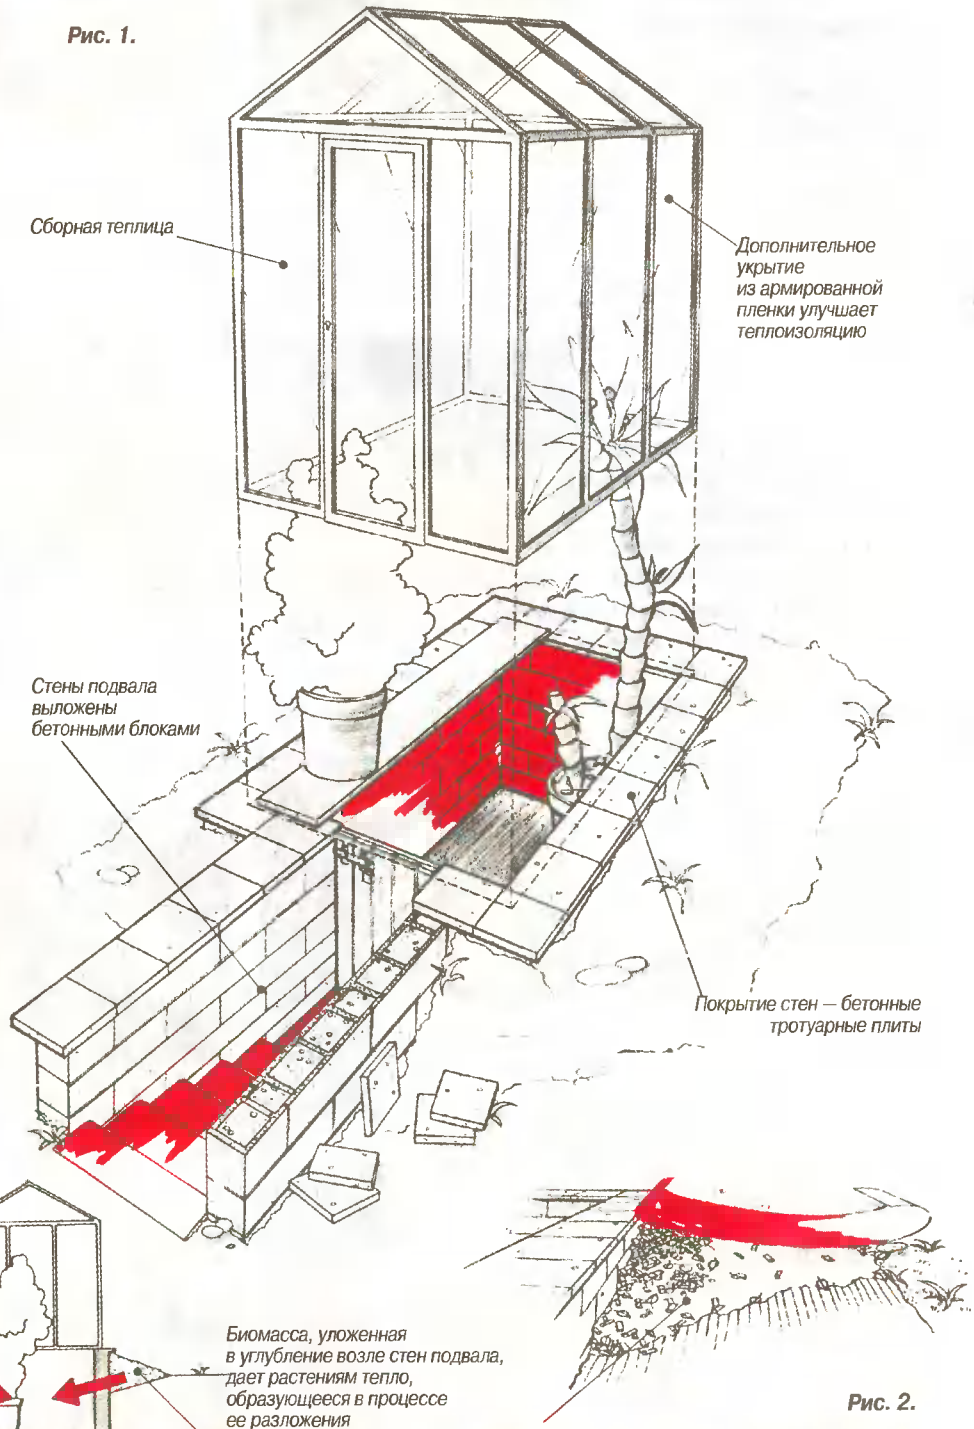 Рис. 1.
Сборная теплица
Дополнительное
укрытие
из армированной
пленки улучшает
теплоизоляцию
Стены подвала
выложены
бетонными блоками
Покрытие стен – бетонные
тротуарные плиты
Биомасса, уложенная
в углубление возле стен подвала,
дает растениям тепло,
образующееся в процессе
ее разложения
Рис. 2.